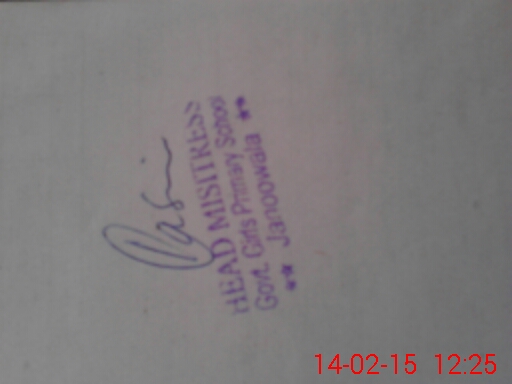 HEAD MISITRESS
Govt. Girls Primary School
** Janoowala **
14-02-15 12:25